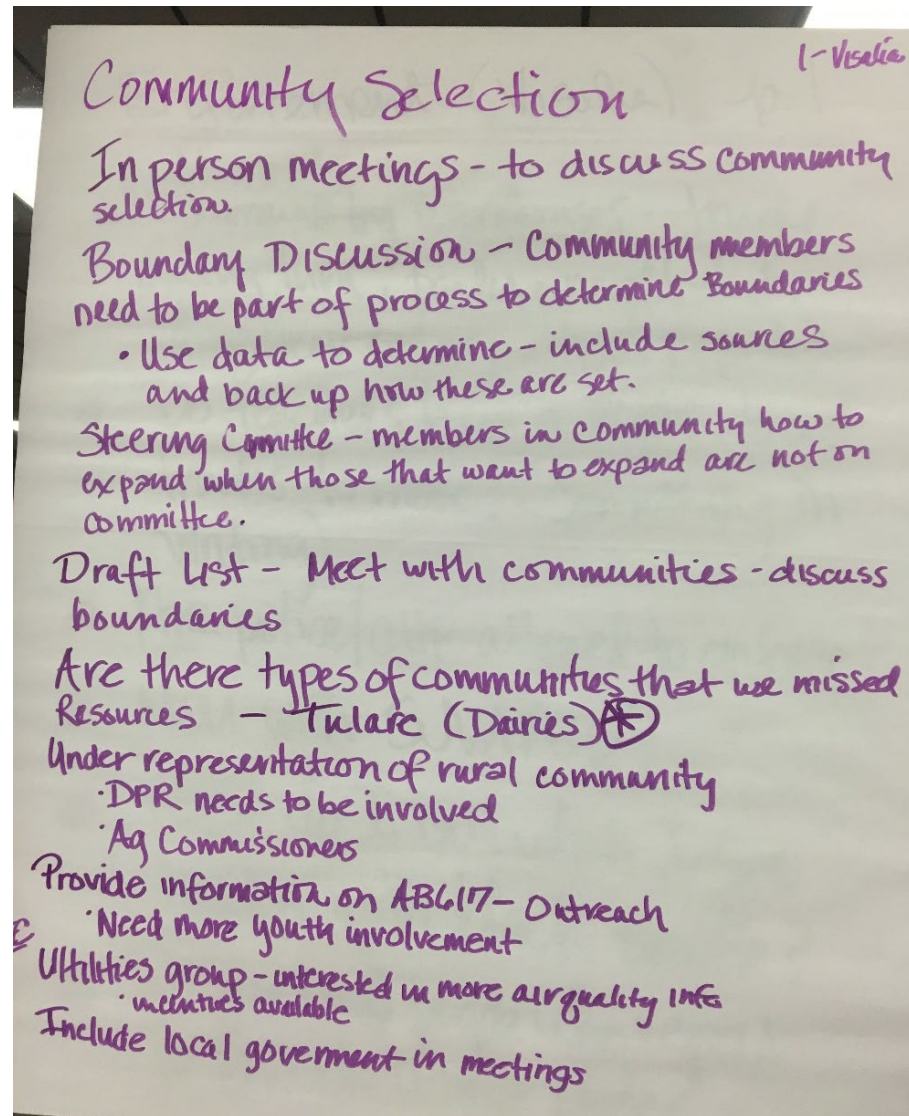 1-Visalia
Community Selection
In person meetings - to discuss community
selection.
Boundary Discussion - Community members
need to be part of process to determine Boundaries
• Use data to determine - include sources
and back up how these are set.
Steering Committe - members in community how to
expand when those that want to expand are not on
committee.
Draft List - Meet with communities - discuss
boundaries
Are there types of communities that we missed
Resources - Tulare (Dairies) *
Under representation of rural community
• DPR needs to be involved
• Ag Commissioners
Provide information on AB617- Outreach
• Need more youth involvement
Utilities group - interested in more air quality info
• incentives available
Include local goverment in meetings